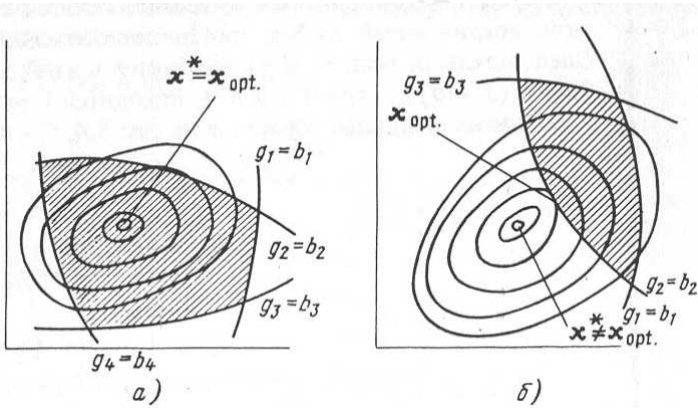 x* = x opt.
g1=b1
g2=b2
g3=b3
g4=b4
а)
g3=b3
x opt.
g2=b2
g1=b1
x* ≠ x opt.
б)